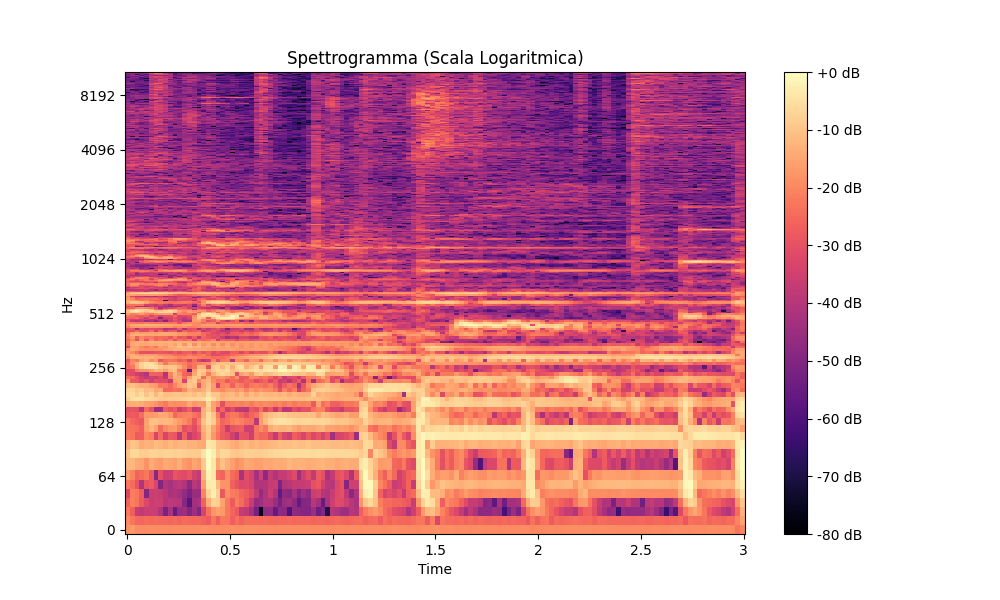 Spettrogramma (Scala Logaritmica)
Hz
8192
4096
2048
1024
512
256
128
64
0
0
0.5
1
1.5
2
2.5
3
Time
+0 dB
-10 dB
-20 dB
-30 dB
-40 dB
-50 dB
-60 dB
-70 dB
-80 dB